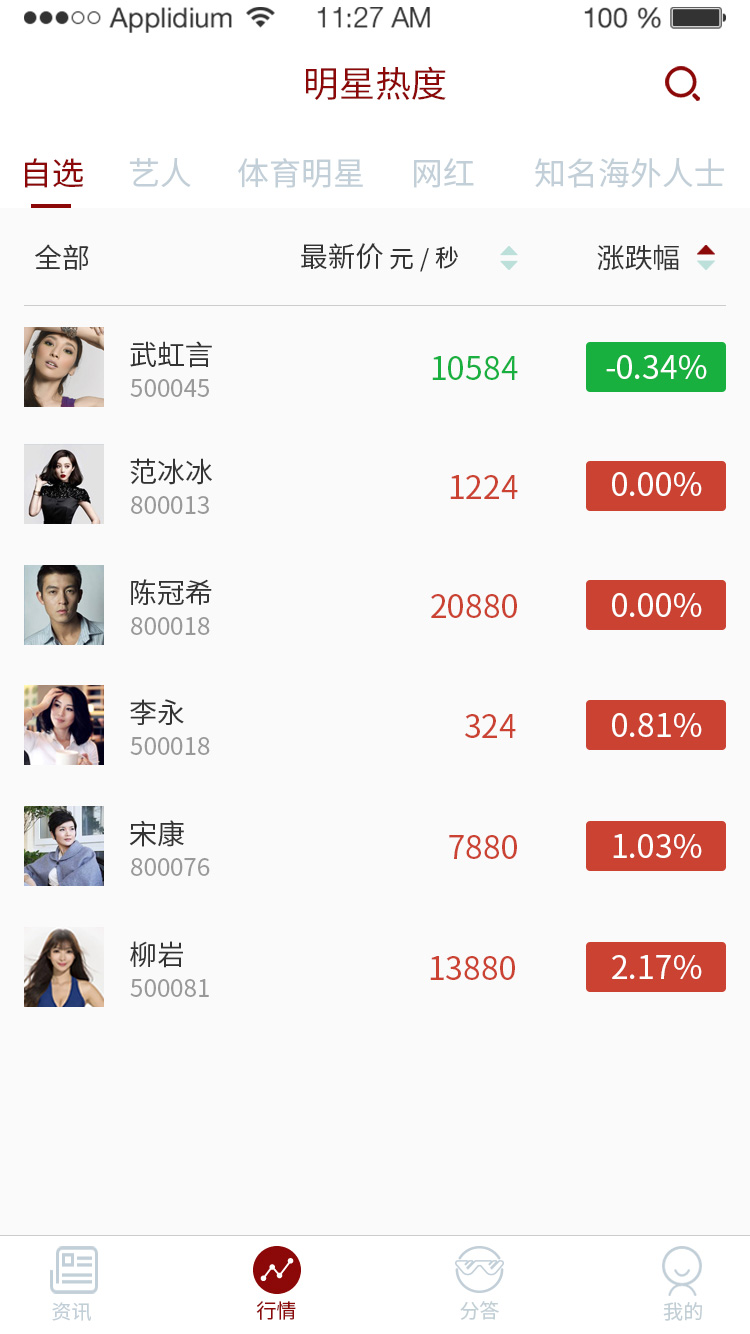 Applidium 11:27 AM 100 %
明星热度
自选 艺人 体育明星 网红 知名海外人士
全部 最新价 元 / 秒 涨跌幅
武虹言
500045
10584 -0.34%
范冰冰
800013
1224 0.00%
陈冠希
800018
20880 0.00%
李永
500018
324 0.81%
宋康
800076
7880 1.03%
柳岩
500081
13880 2.17%
资讯 行情 分答 我的